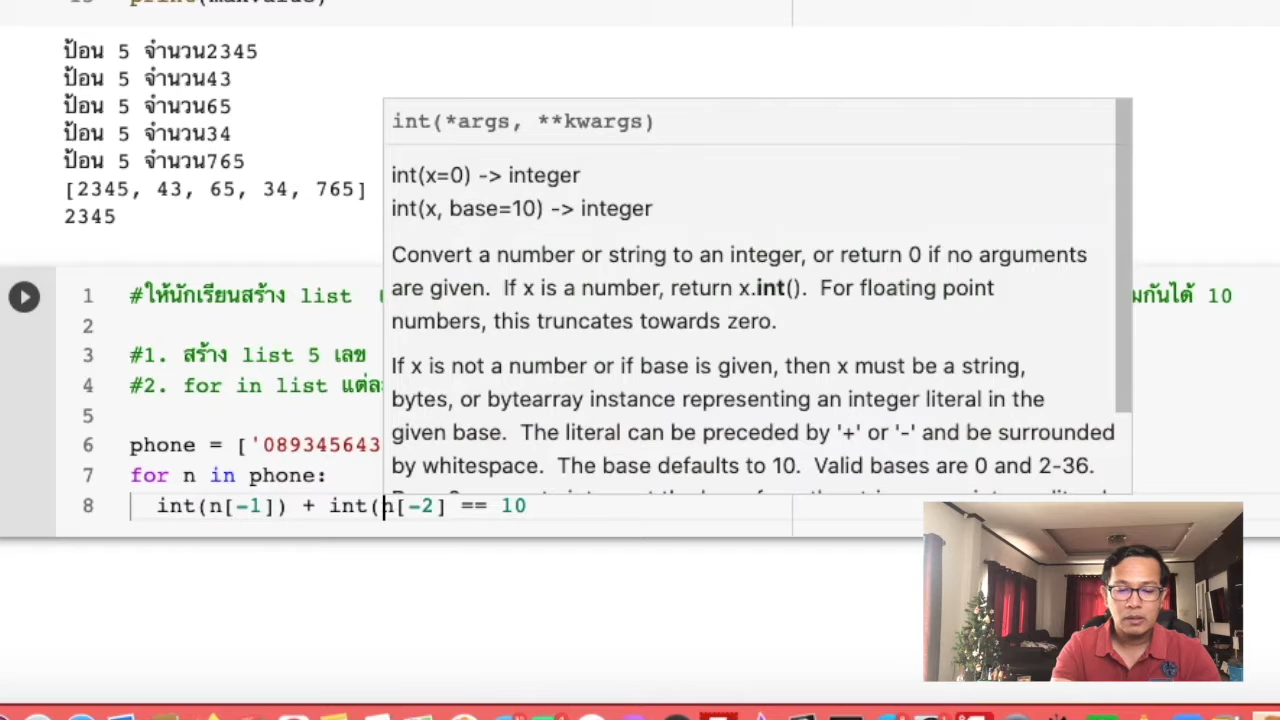 ป้อน 5 จำนวน2345
ป้อน 5 จำนวน43
ป้อน 5 จำนวน65
ป้อน 5 จำนวน34
ป้อน 5 จำนวน765
[2345, 43, 65, 34, 765]
2345
int(*args, **kwargs)
int(x=0) -> integer
int(x, base=10) -> integer
Convert a number or string to an integer, or return 0 if no arguments
are given. If x is a number, return x.int(). For floating point
numbers, this truncates towards zero.
If x is not a number or if base is given, then x must be a string,
bytes, or bytearray instance representing an integer literal in the
given base. The literal can be preceded by '+' or '-' and be surrounded
by whitespace. The base defaults to 10. Valid bases are 0 and 2-36.
1 #ให้นักเรียนสร้าง list มกันได้ 10
2
3 #1. สร้าง list 5 เลข
4 #2. for in list แต่ละ
5
6 phone = ['089345643
7 for n in phone:
8 int(n[-1]) + int(n[-2] == 10